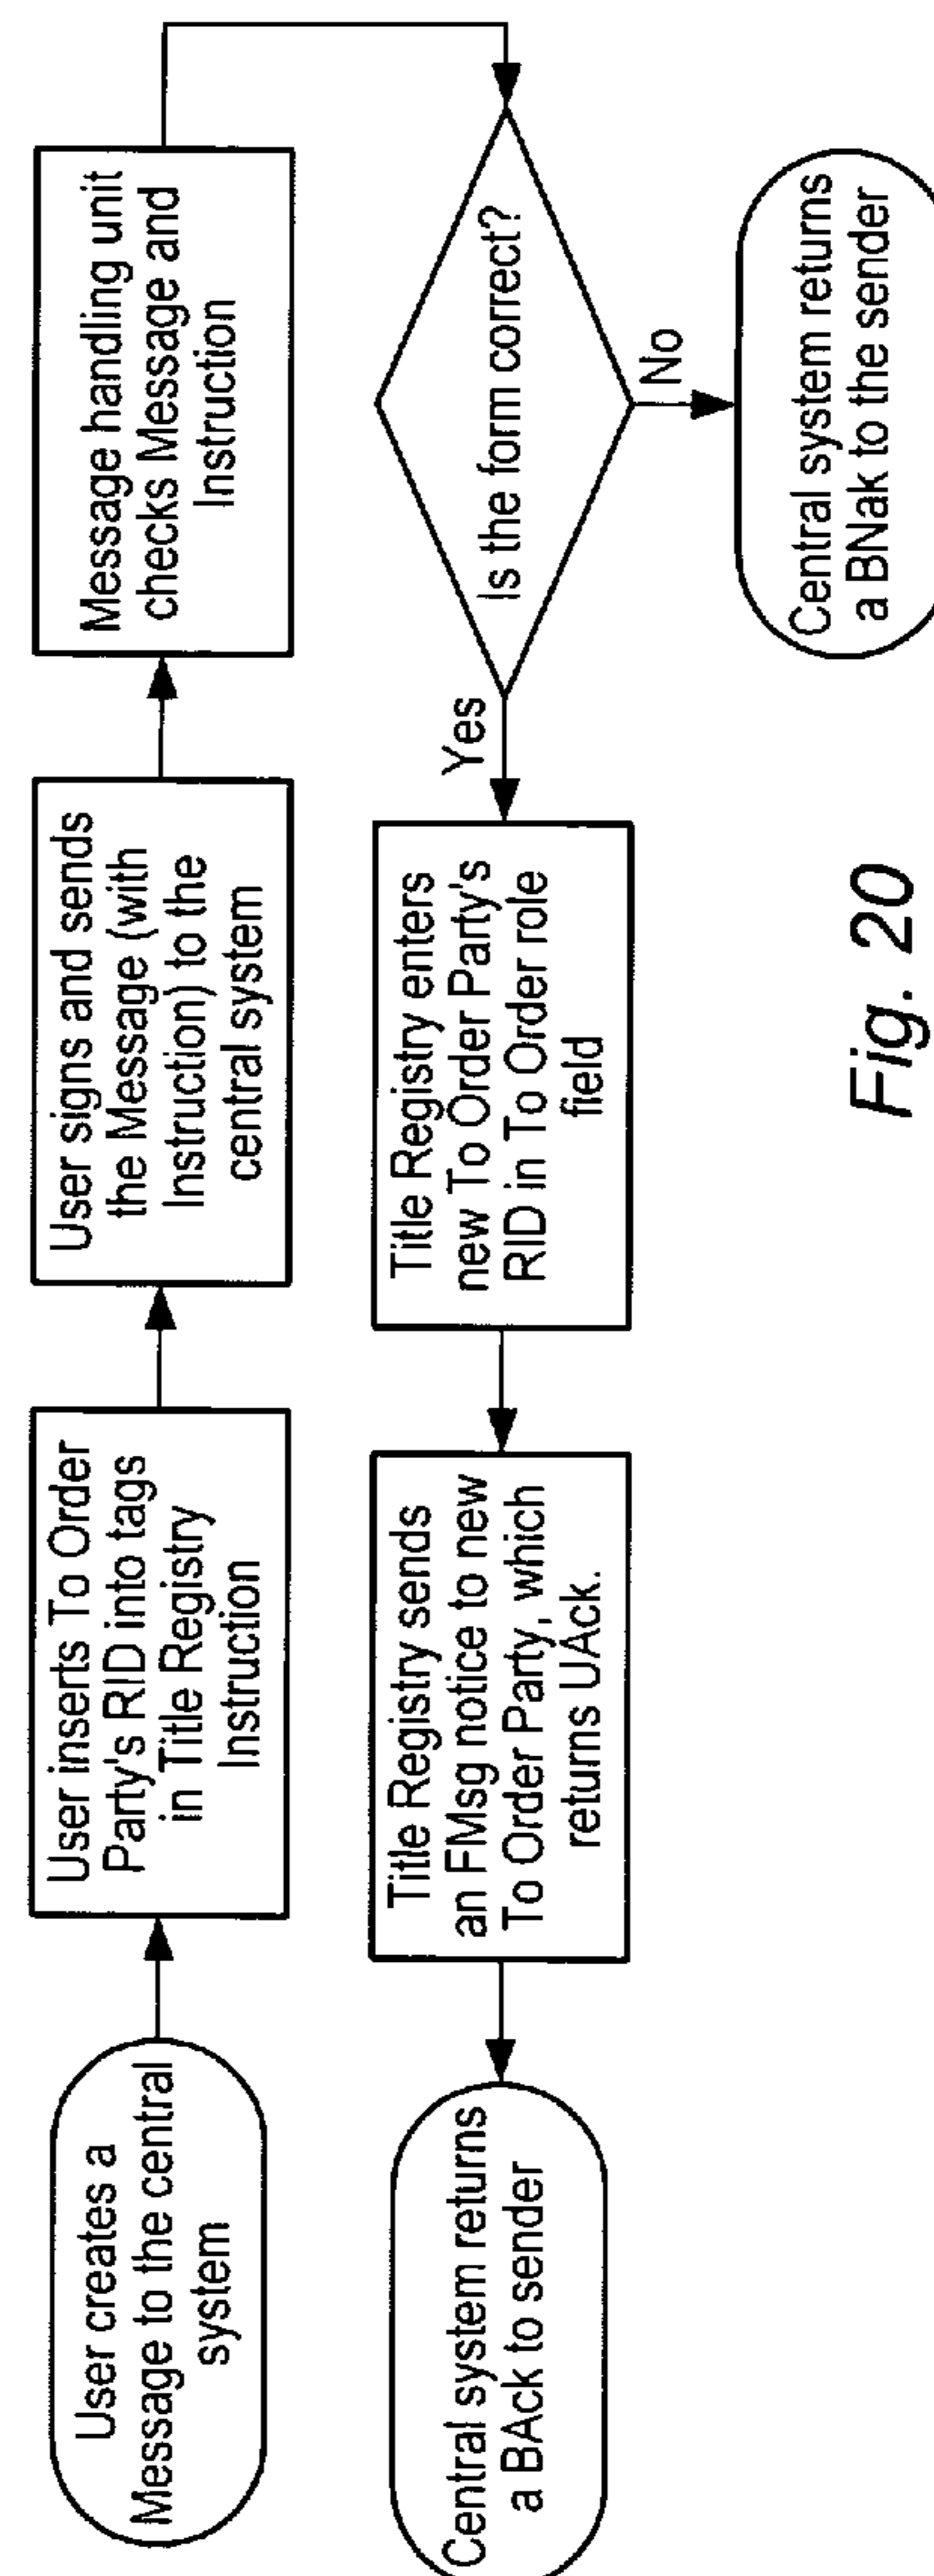 User creates a
Message to the central
system
User inserts To Order
Party's RID into tags
in Title Registry
Instruction
User signs and sends
the Message (with
Instruction) to the
central system
Message handling unit
checks Message and
Instruction
Is the form correct?
Yes
No
Title Registry enters
new To Order Party's
RID in To Order role
field
Title Registry sends
an FMsg notice to new
To Order Party, which
returns UAck.
Central system returns
a BAck to sender
Central system returns
a BNak to the sender
Fig. 20